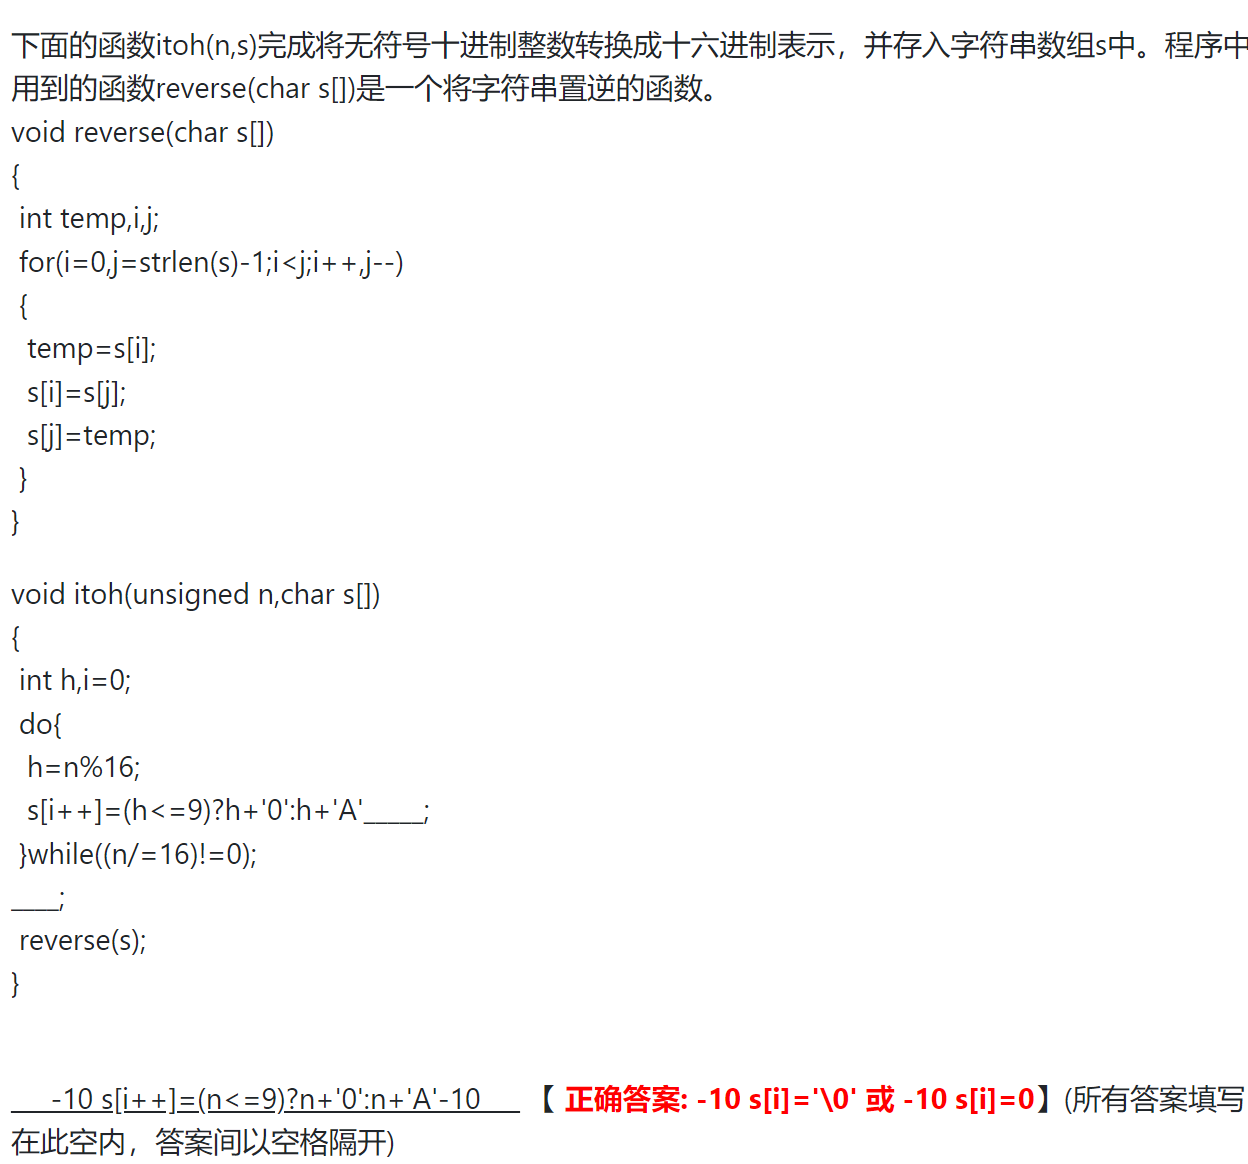 下面的函数itoh(n,s)完成将无符号十进制整数转换成十六进制表示，并存入字符串数组s中。程序中
用到的函数reverse(char s[])是一个将字符串置逆的函数。
void reverse(char s[])
{
int temp,i,j;
for(i=0,j=strlen(s)-1;i<j;i++,j--)
{
temp=s[i];
s[i]=s[j];
s[j]=temp;
}
}
void itoh(unsigned n,char s[])
{
int h,i=0;
do{
h=n%16;
s[i++]=(h<=9)?h+'0':h+'A'_____;
}while((n/=16)!=0);
____;
reverse(s);
}
-10 s[i++]=(n<=9)?n+'0':n+'A'-10 【 正确答案: -10 s[i]='\0' 或 -10 s[i]=0】(所有答案填写
在此空内，答案间以空格隔开)